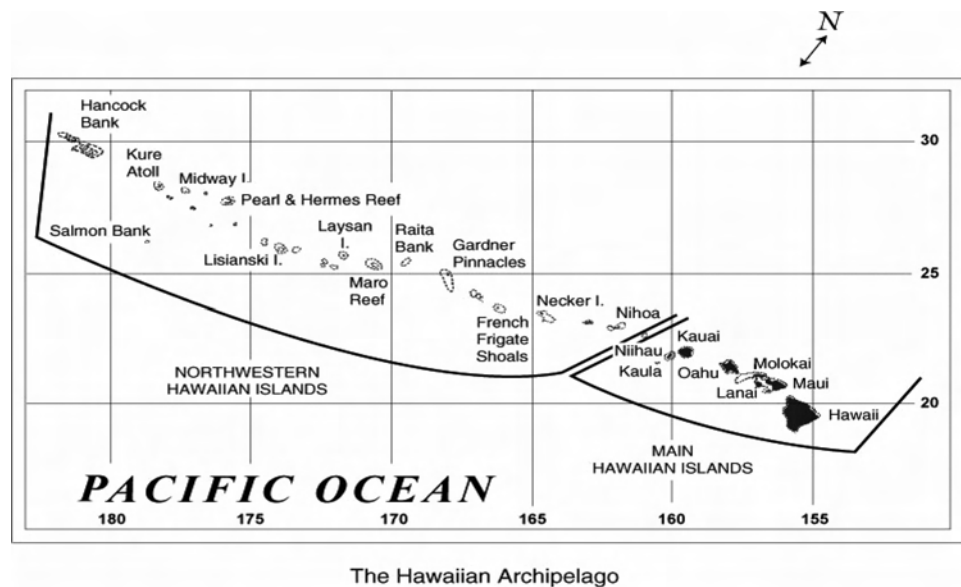 N
Hancock
Bank
30
Kure
Atoll
Midway I.
Pearl & Hermes Reef
Salmon Bank
Lisianski I.
Laysan
I.
Maro
Reef
Raita
Bank
Gardner
Pinnacles
25
French
Frigate
Shoals
Necker I.
Nihoa
Kauai
Niihau
Kaula
Oahu
Molokai
Lanai
Maui
Hawaii
20
NORTHWESTERN
HAWAIIAN ISLANDS
MAIN
HAWAIIAN ISLANDS
PACIFIC OCEAN
180
175
170
165
160
155
The Hawaiian Archipelago